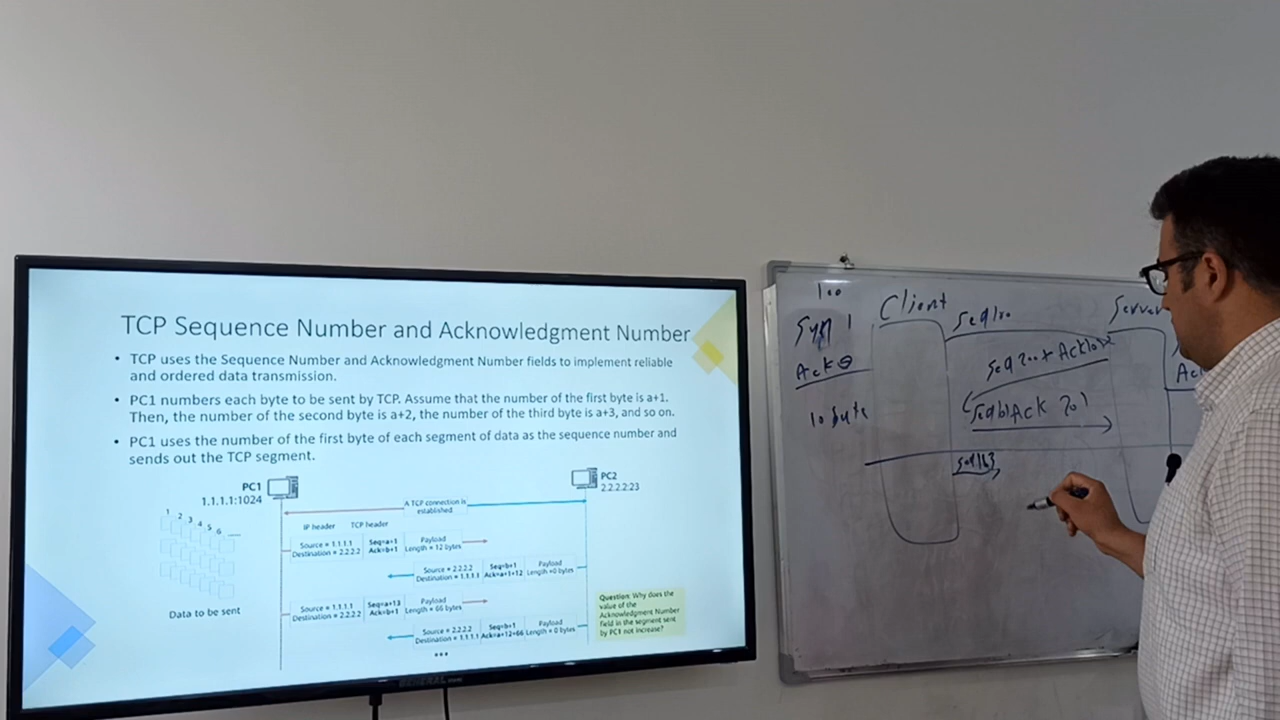 TCP Sequence Number and Acknowledgment Number
• TCP uses the Sequence Number and Acknowledgment Number fields to implement reliable
and ordered data transmission.
• PC1 numbers each byte to be sent by TCP. Assume that the number of the first byte is a+1.
Then, the number of the second byte is a+2, the number of the third byte is a+3, and so on.
• PC1 uses the number of the first byte of each segment of data as the sequence number and
sends out the TCP segment.
PC1
1.1.1.1:1024
PC2
2.2.2.2:23
A TCP connection is
established
1 2 3 4 5 6
Data to be sent
IP header TCP header
Source = 1.1.1.1 Seq=a+1 Payload
Destination = 2.2.2.2 Ack=b+1 Length = 12 bytes
Source = 2.2.2.2 Seq=b+1 Payload
Destination = 1.1.1.1 Ack=a+1+12 Length =0 bytes
Source = 1.1.1.1 Seq=a+13 Payload
Destination = 2.2.2.2 Ack=b+1 Length = 66 bytes
Source = 2.2.2.2 Seq=b+1 Payload
Destination = 1.1.1.1 Ack=a+12+66 Length = 0 bytes
•••
Question: Why does the
value of the
Acknowledgment Number
field in the segment sent
by PC1 not increase?
GENERAL
100
Syn 1
Ack
10 byte
Client
Seq100
Server
Seq 200+
Ack 201